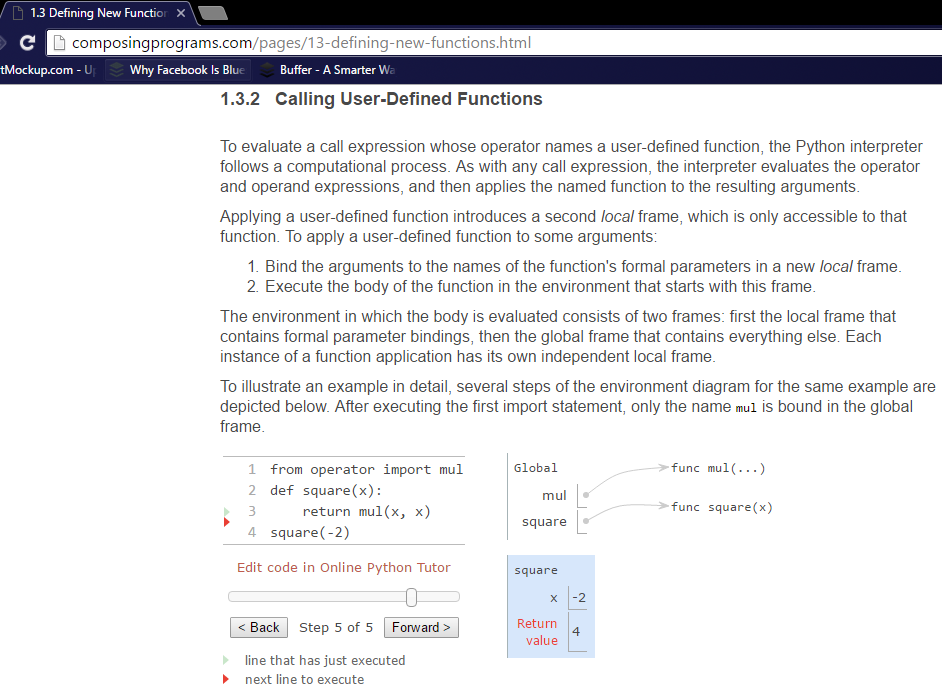 1.3 Defining New Function
composingprograms.com/pages/13-defining-new-functions.html
tMockup.com - Up
Why Facebook Is Blue
Buffer - A Smarter Wa
1.3.2 Calling User-Defined Functions
To evaluate a call expression whose operator names a user-defined function, the Python interpreter
follows a computational process. As with any call expression, the interpreter evaluates the operator
and operand expressions, and then applies the named function to the resulting arguments.
Applying a user-defined function introduces a second local frame, which is only accessible to that
function. To apply a user-defined function to some arguments:
1. Bind the arguments to the names of the function's formal parameters in a new local frame.
2. Execute the body of the function in the environment that starts with this frame.
The environment in which the body is evaluated consists of two frames: first the local frame that
contains formal parameter bindings, then the global frame that contains everything else. Each
instance of a function application has its own independent local frame.
To illustrate an example in detail, several steps of the environment diagram for the same example are
depicted below. After executing the first import statement, only the name mul is bound in the global
frame.
1 from operator import mul
2 def square(x):
3 return mul(x, x)
4 square(-2)
Edit code in Online Python Tutor
< Back Step 5 of 5 Forward >
line that has just executed
next line to execute
Global
mul
square
func mul(...)
func square(x)
square
x -2
Return
value 4